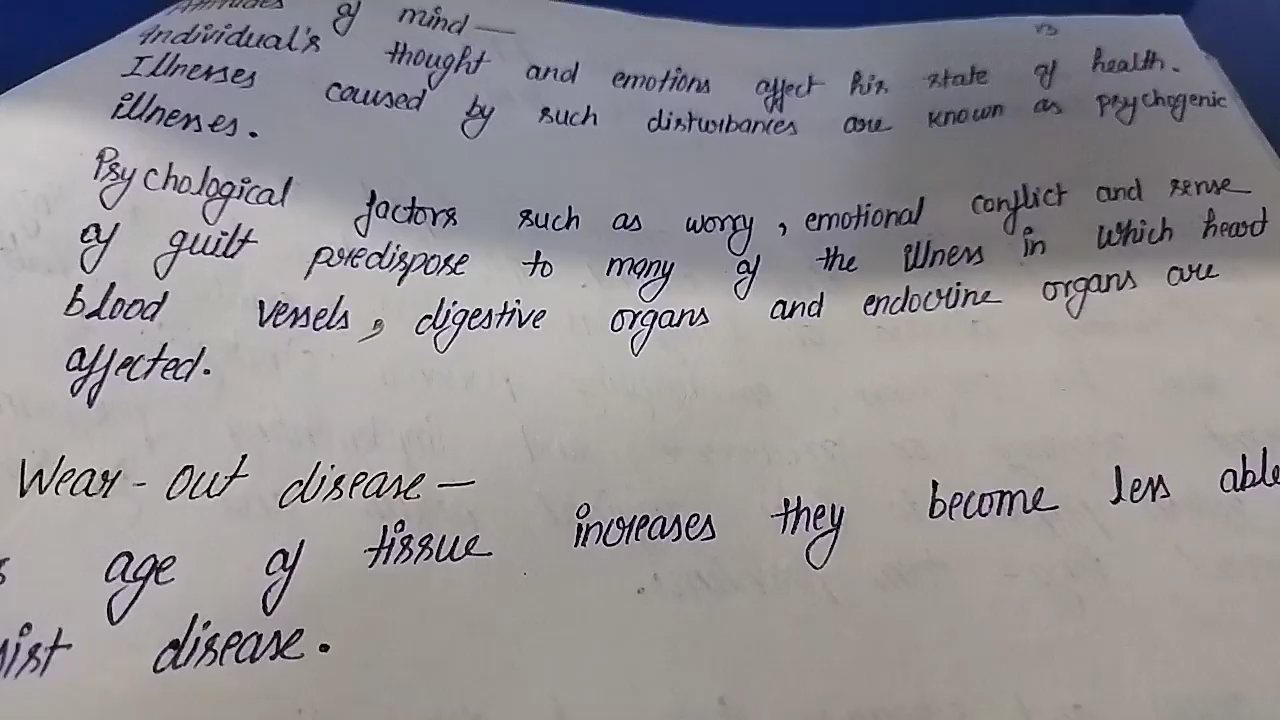 Attitudes of mind —
Individual's thought and emotions affect his state of health.
Illnesses caused by such disturbances are known as psychogenic
illnesses.
Psychological factors such as worry, emotional conflict and sense
of guilt predispose to many of the illness in which heart
blood vessels, digestive organs and endocrine organs are
affected.
Wear-out disease —
age of tissue increases they become less able
disease.